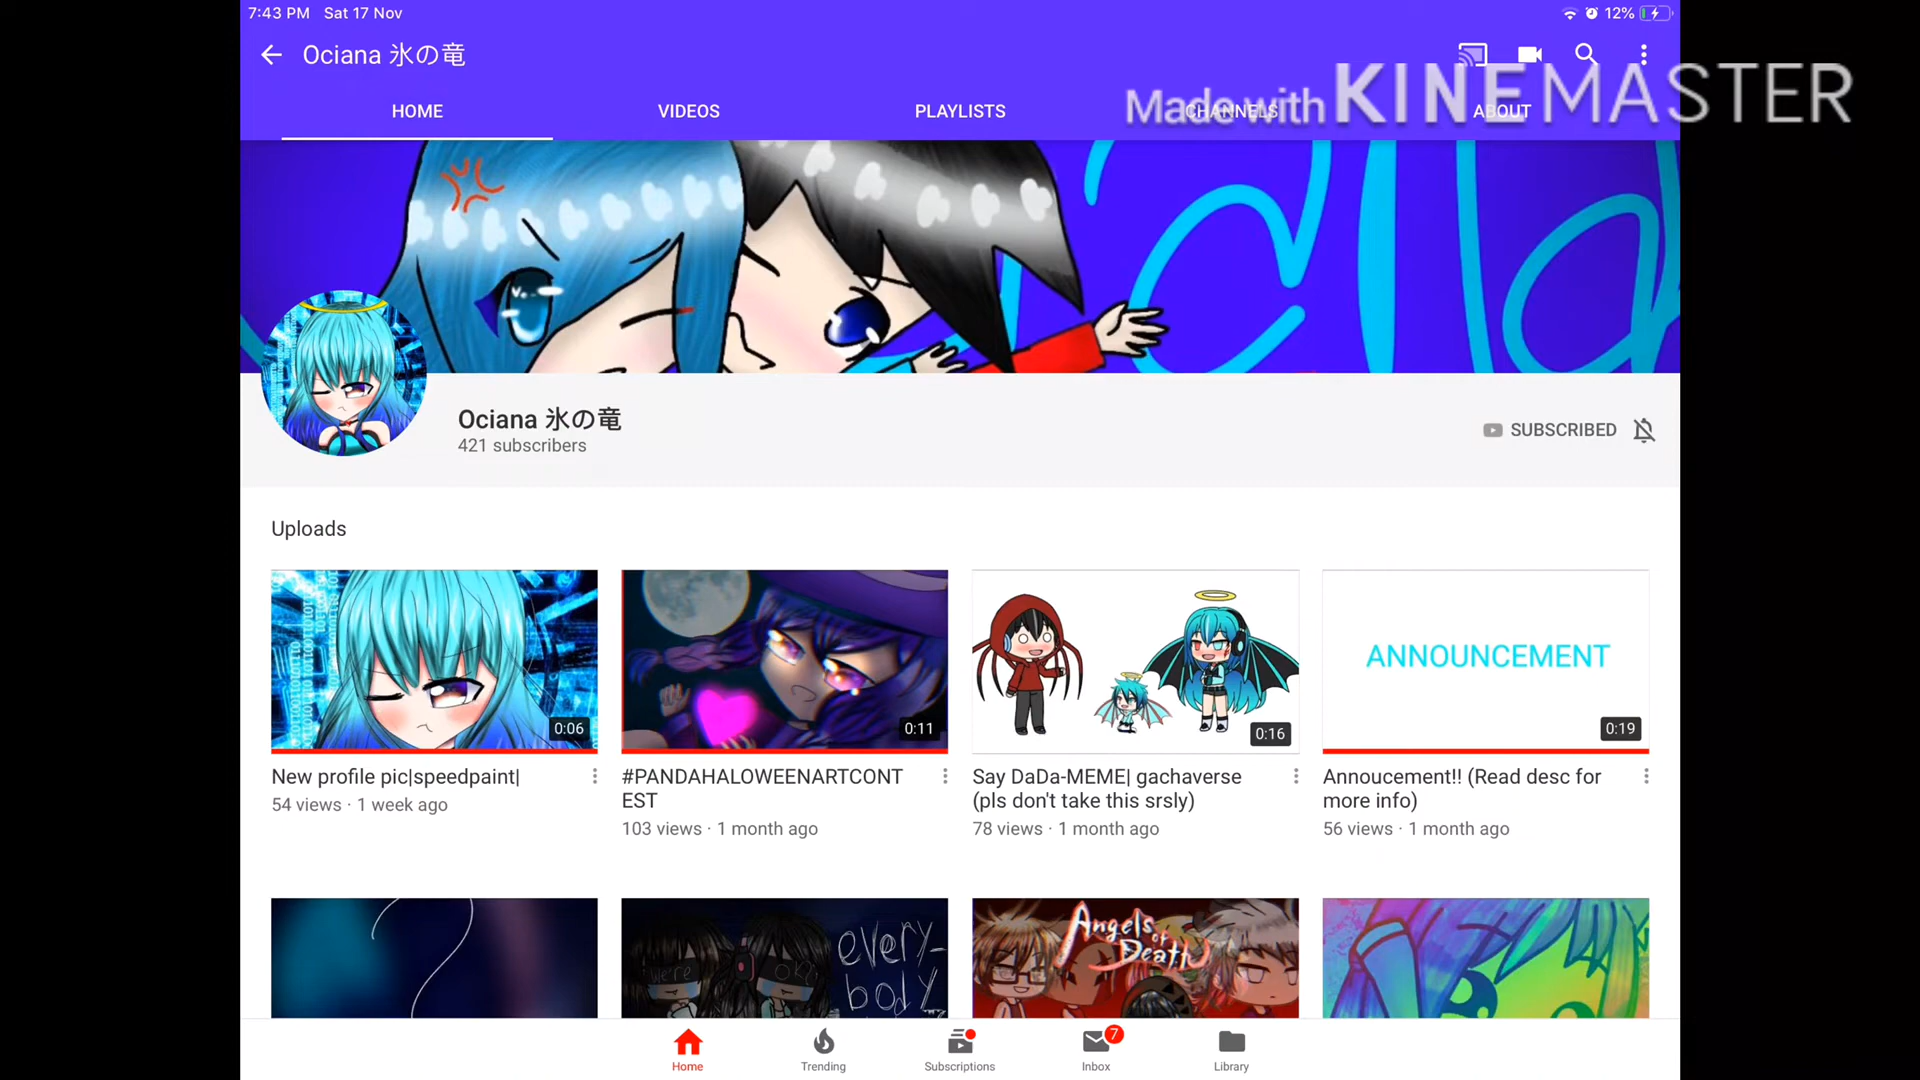 7:43 PM Sat 17 Nov 12%
Ociana 氷の竜
Made with KINEMASTER
HOME VIDEOS PLAYLISTS CHANNELS ABOUT
Ociana 氷の竜
421 subscribers
SUBSCRIBED
Uploads
ANNOUNCEMENT
0:06 0:11 0:16 0:19
New profile pic|speedpaint|
54 views · 1 week ago
#PANDAHALOWEENARTCONT
EST
103 views · 1 month ago
Say DaDa-MEME| gachaverse
(pls don't take this srsly)
78 views · 1 month ago
Annoucement!! (Read desc for
more info)
56 views · 1 month ago
every-
body
we're
ok?
Angels of
Death
7
Home Trending Subscriptions Inbox Library